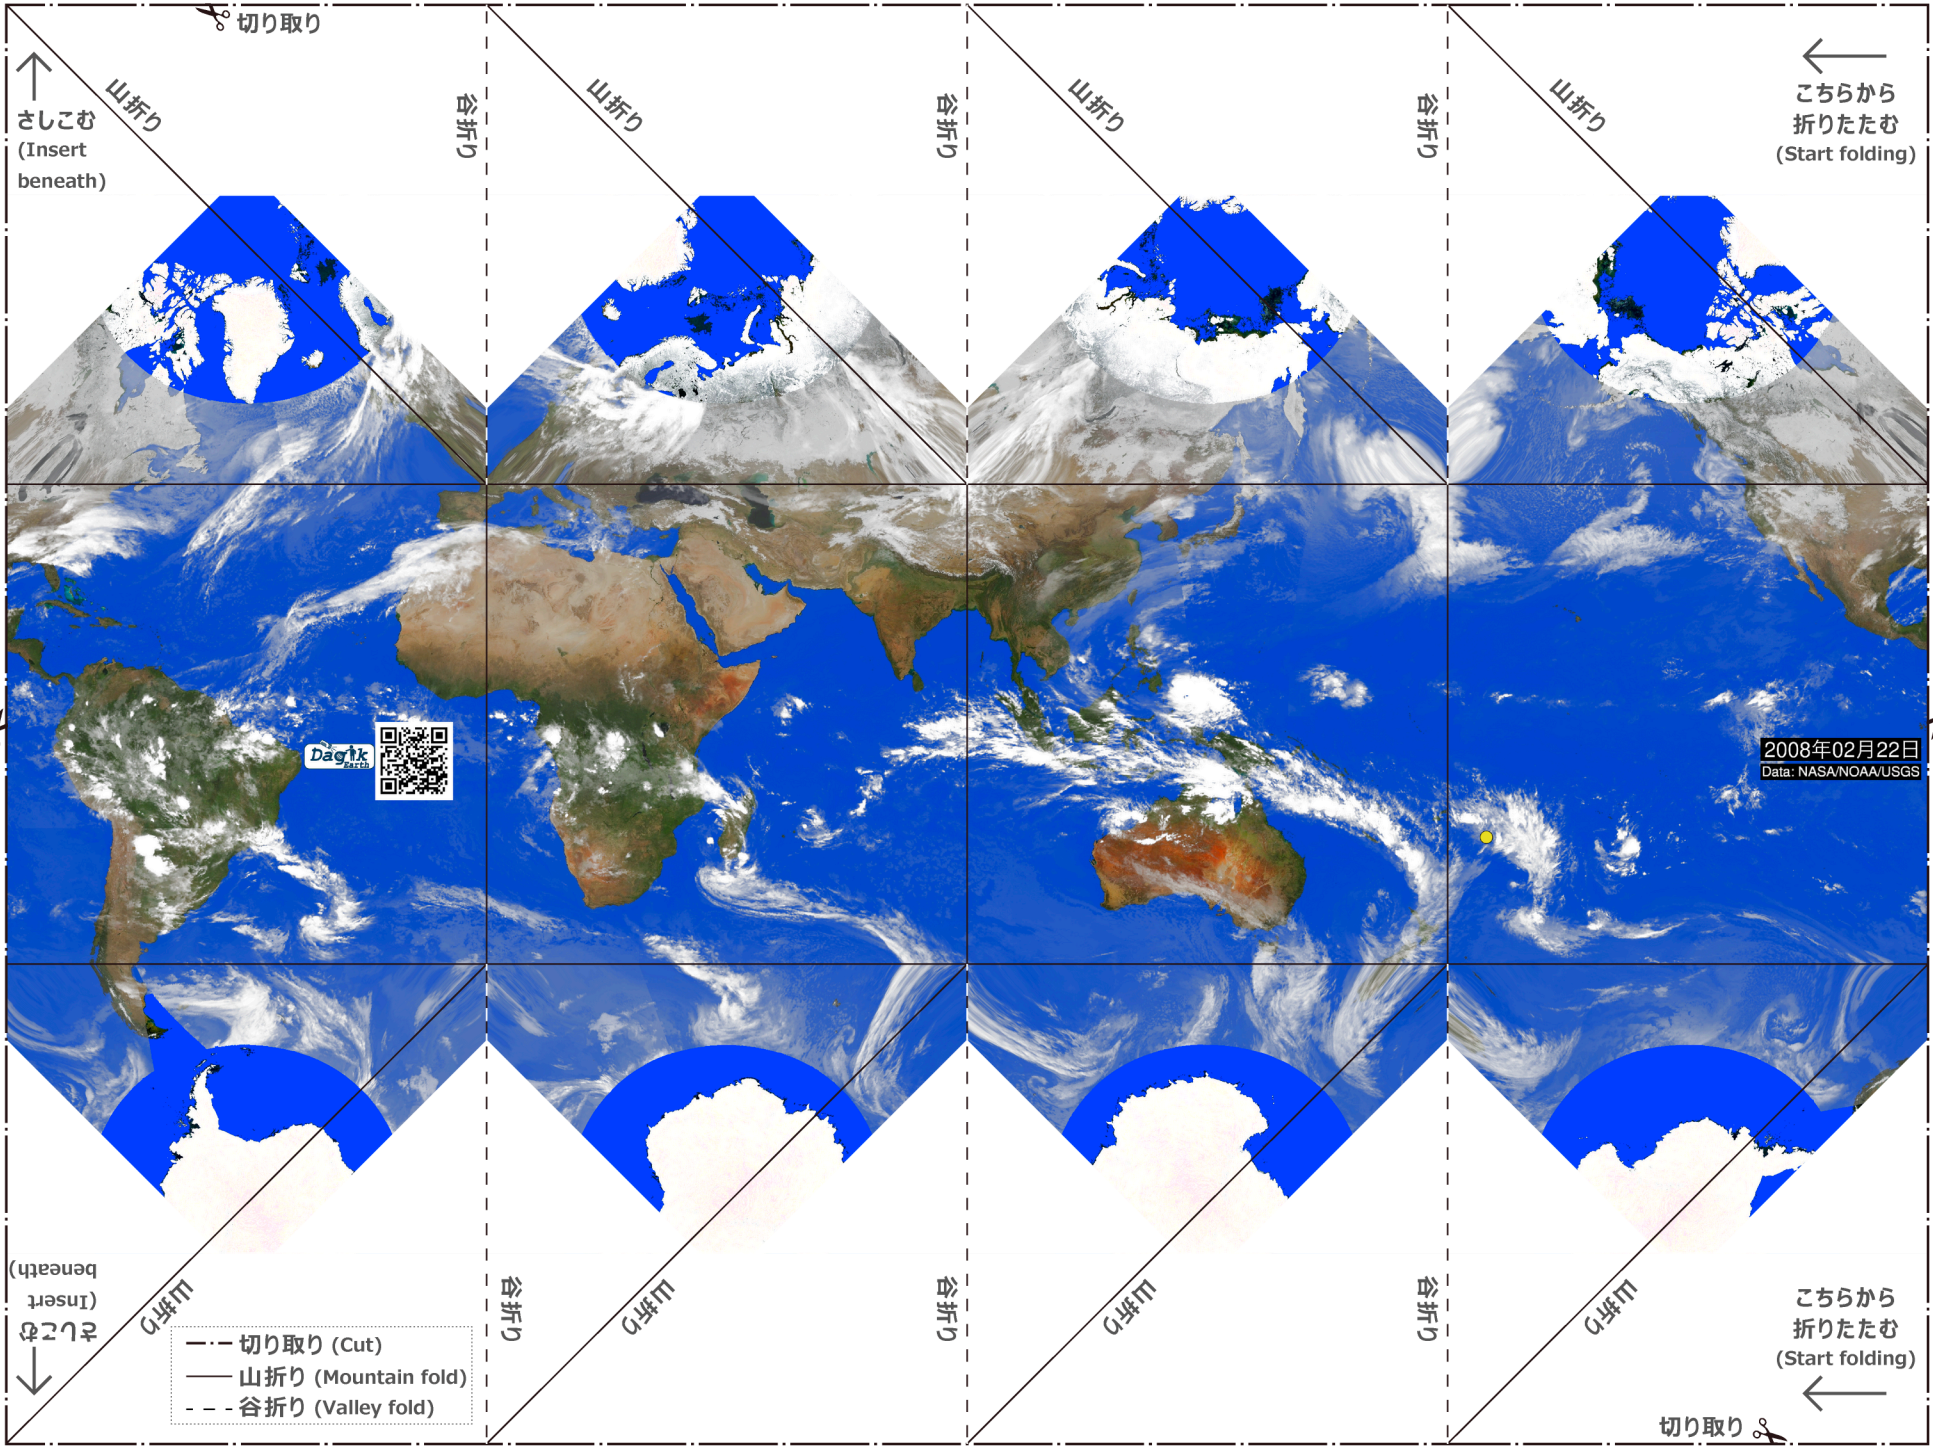 切り取り
山折り
谷折り
山折り
谷折り
山折り
谷折り
山折り
こちらから
折りたたむ
(Start folding)
さしこむ
(Insert
beneath)
Dagik
Earth
2008年02月22日
Data: NASA/NOAA/USGS
さしこむ
(Insert
beneath)
山折り
谷折り
山折り
谷折り
山折り
谷折り
山折り
こちらから
折りたたむ
(Start folding)
切り取り (Cut)
山折り (Mountain fold)
谷折り (Valley fold)
切り取り